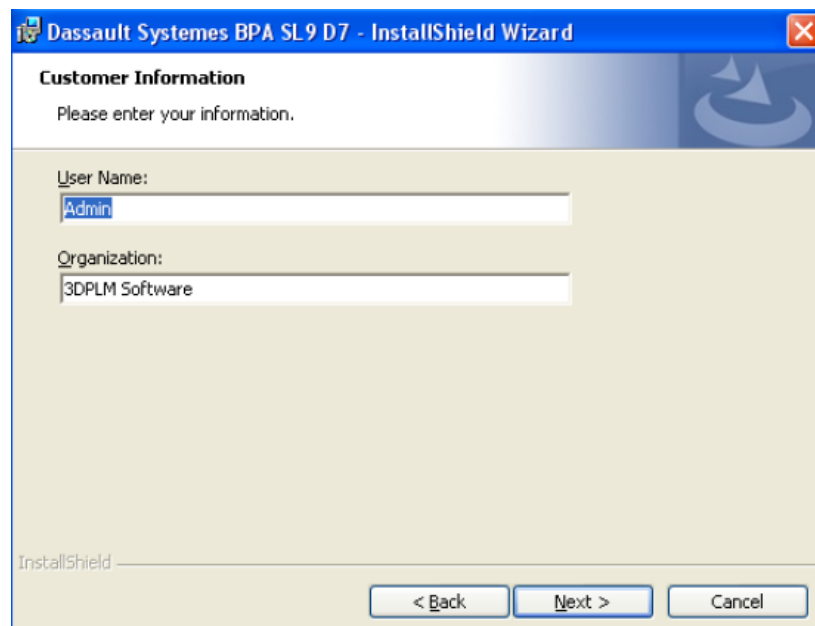 Dassault Systemes BPA SL9 D7 - InstallShield Wizard
Customer Information
Please enter your information.
User Name:
Admin
Organization:
3DPLM Software
InstallShield
< Back
Next >
Cancel